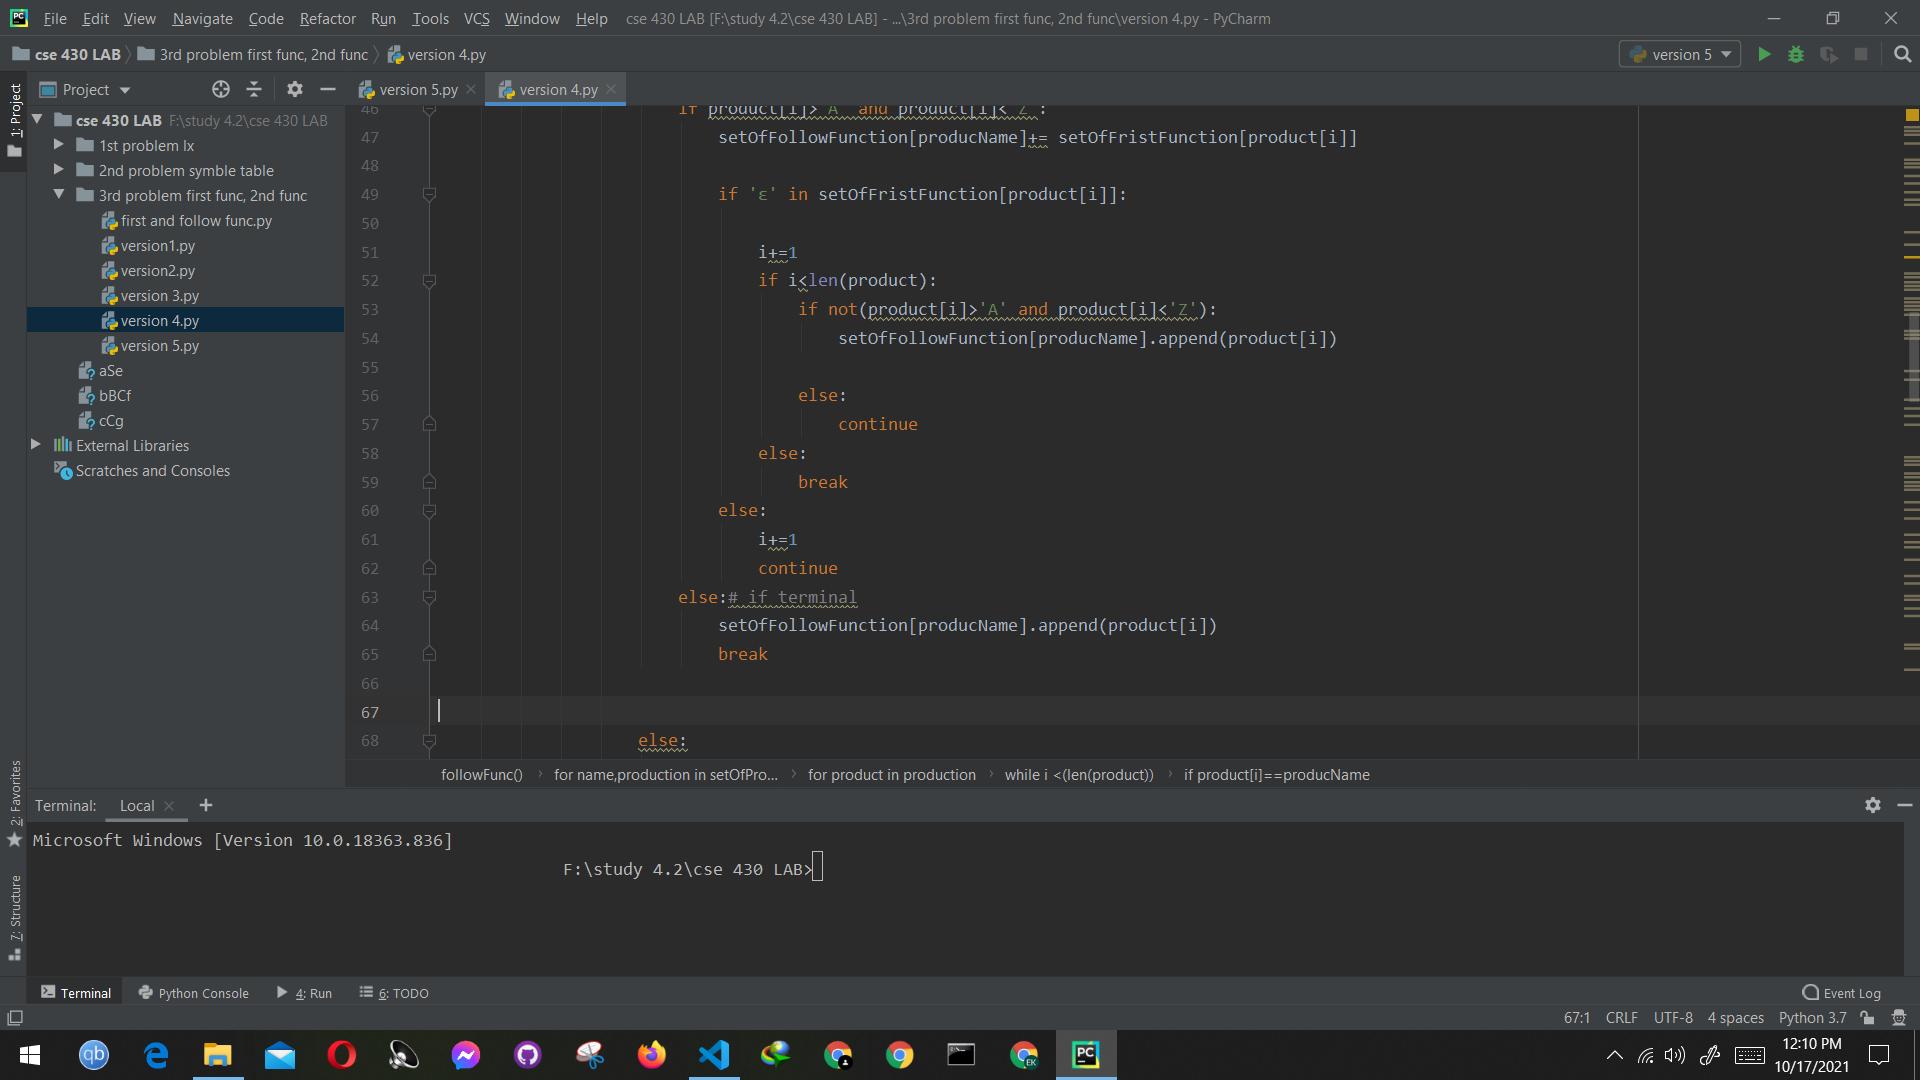 File Edit View Navigate Code Refactor Run Tools VCS Window Help cse 430 LAB [F:\study 4.2\cse 430 LAB] - ...\3rd problem first func, 2nd func\version 4.py - PyCharm
cse 430 LAB 3rd problem first func, 2nd func version 4.py version 5
Project version 5.py version 4.py
1: Project
cse 430 LAB F:\study 4.2\cse 430 LAB
1st problem lx
2nd problem symble table
3rd problem first func, 2nd func
first and follow func.py
version1.py
version2.py
version 3.py
version 4.py
version 5.py
aSe
bBCf
cCg
External Libraries
Scratches and Consoles
46 if product[i]>'A' and product[i]<'Z':
47 setOfFollowFunction[producName]+= setOfFristFunction[product[i]]
48
49 if 'ε' in setOfFristFunction[product[i]]:
50
51 i+=1
52 if i<len(product):
53 if not(product[i]>'A' and product[i]<'Z'):
54 setOfFollowFunction[producName].append(product[i])
55
56 else:
57 continue
58 else:
59 break
60 else:
61 i+=1
62 continue
63 else:# if terminal
64 setOfFollowFunction[producName].append(product[i])
65 break
66
67
68 else:
followFunc() › for name,production in setOfPro... › for product in production › while i <(len(product)) › if product[i]==producName
2: Favorites
7: Structure
Terminal: Local +
Microsoft Windows [Version 10.0.18363.836]
F:\study 4.2\cse 430 LAB>
Terminal Python Console 4: Run 6: TODO Event Log
67:1 CRLF UTF-8 4 spaces Python 3.7
qb PC EK
12:10 PM
10/17/2021